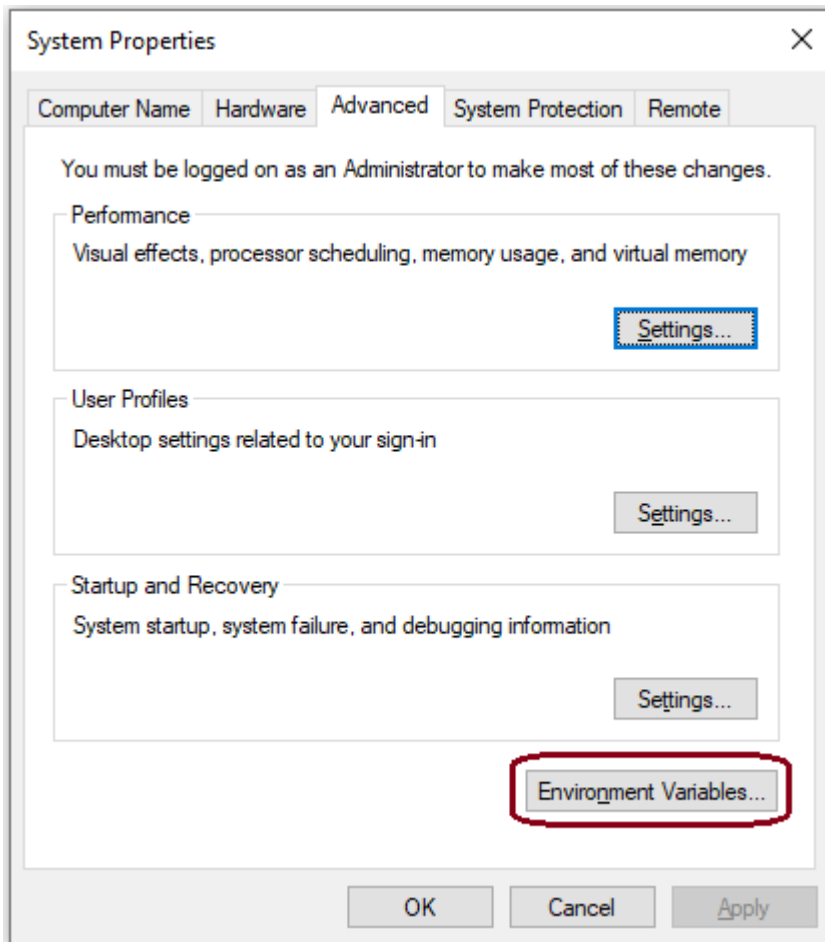 System Properties
Computer Name Hardware Advanced System Protection Remote
You must be logged on as an Administrator to make most of these changes.
Performance
Visual effects, processor scheduling, memory usage, and virtual memory
Settings...
User Profiles
Desktop settings related to your sign-in
Settings...
Startup and Recovery
System startup, system failure, and debugging information
Settings...
Environment Variables...
OK Cancel Apply